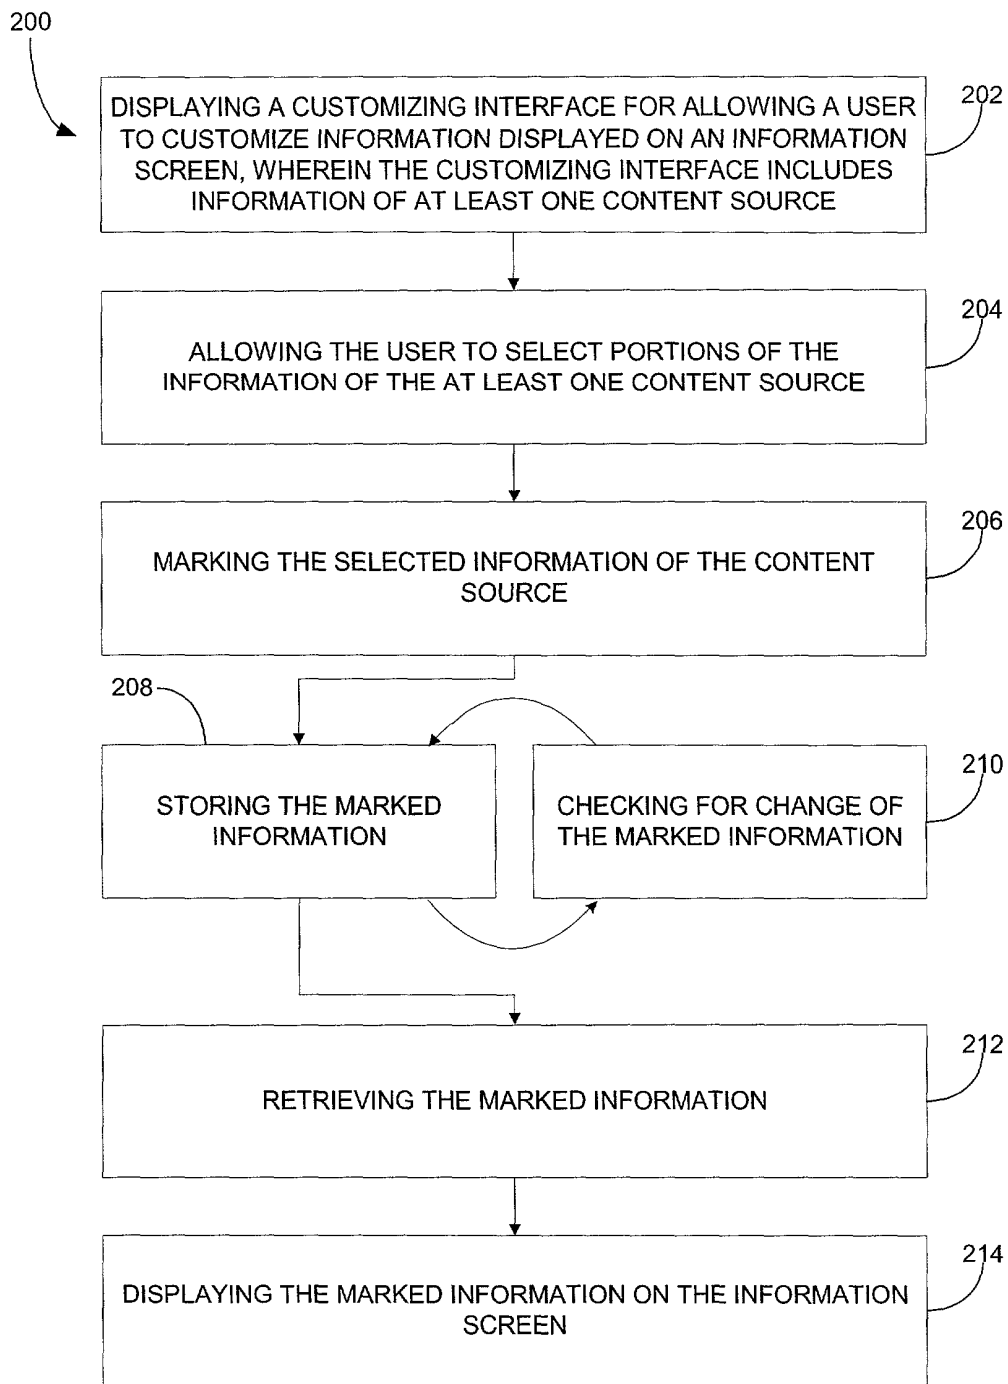 200
DISPLAYING A CUSTOMIZING INTERFACE FOR ALLOWING A USER
TO CUSTOMIZE INFORMATION DISPLAYED ON AN INFORMATION
SCREEN, WHEREIN THE CUSTOMIZING INTERFACE INCLUDES
INFORMATION OF AT LEAST ONE CONTENT SOURCE
202
ALLOWING THE USER TO SELECT PORTIONS OF THE
INFORMATION OF THE AT LEAST ONE CONTENT SOURCE
204
MARKING THE SELECTED INFORMATION OF THE CONTENT
SOURCE
206
208
STORING THE MARKED
INFORMATION
CHECKING FOR CHANGE OF
THE MARKED INFORMATION
210
RETRIEVING THE MARKED INFORMATION
212
DISPLAYING THE MARKED INFORMATION ON THE INFORMATION
SCREEN
214